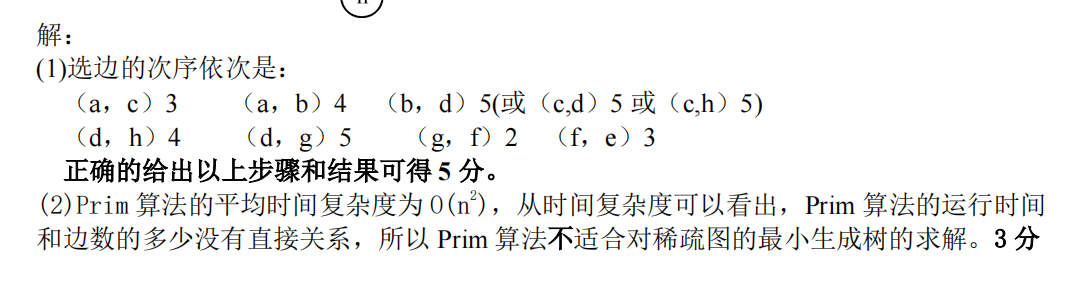 解：
(1)选边的次序依次是：
（a，c）3 （a，b）4 （b，d）5(或（c,d）5 或（c,h）5)
（d，h）4 （d，g）5 （g，f）2 （f，e）3
正确的给出以上步骤和结果可得 5 分。
(2)Prim 算法的平均时间复杂度为 O(n²)，从时间复杂度可以看出，Prim 算法的运行时间
和边数的多少没有直接关系，所以 Prim 算法不适合对稀疏图的最小生成树的求解。3 分